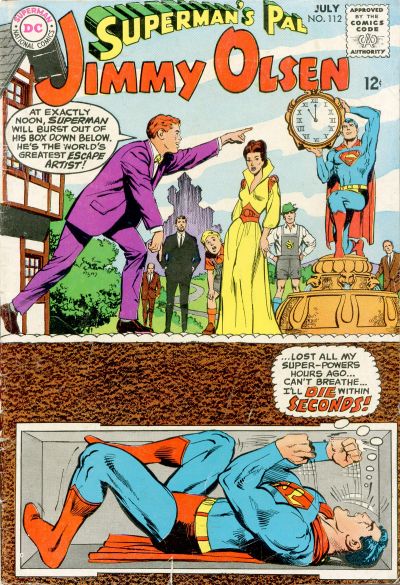 SUPERMAN
DC
NATIONAL COMICS
SUPERMAN'S PAL
JIMMY OLSEN
JULY
NO. 112
APPROVED
BY THE
COMICS
CODE
AUTHORITY
12¢
AT EXACTLY
NOON, SUPERMAN
WILL BURST OUT OF
HIS BOX DOWN BELOW.
HE'S THE WORLD'S
GREATEST ESCAPE
ARTIST!
...LOST ALL MY
SUPER-POWERS
HOURS AGO...
CAN'T BREATHE...
I'LL DIE WITHIN
SECONDS!